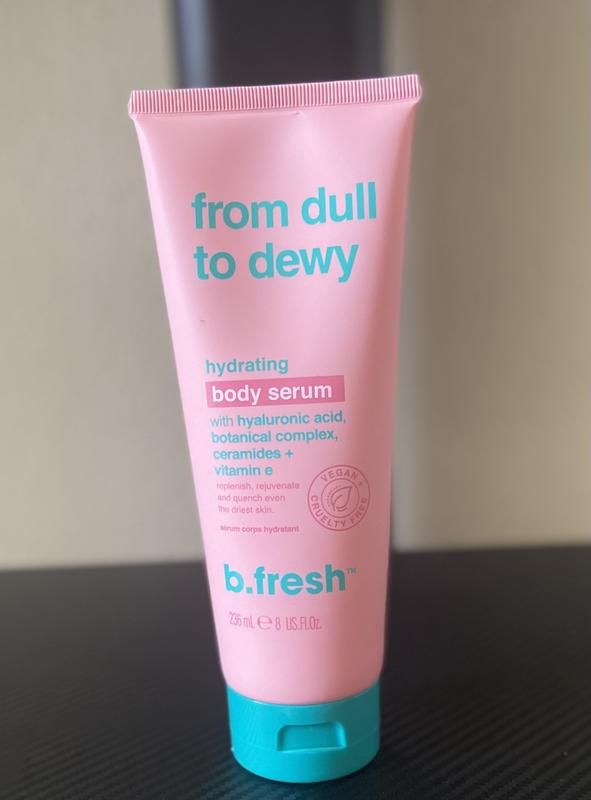 from dull
to dewy
hydrating
body serum
with hyaluronic acid,
botanical complex,
ceramides +
vitamin e
replenish, rejuvenate
and quench even
the driest skin.
sérum corps hydratant
VEGAN +
CRUELTY FREE
b.fresh™
236 mL ℮ 8 US.Fl.Oz.